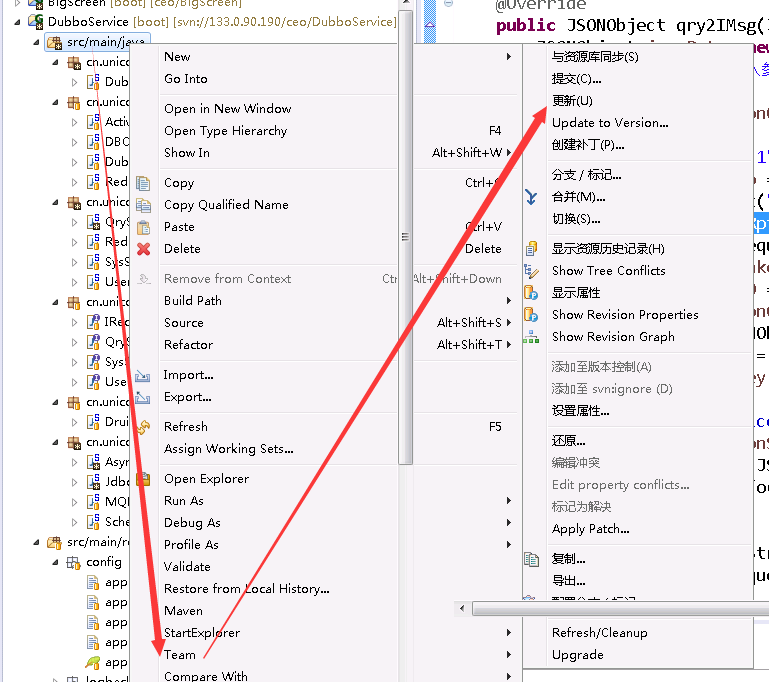 BigScreen [boot] [ceo/BigScreen]
DubboService [boot] [svn://133.0.90.190/ceo/DubboService]
src/main/java
cn.unico
Dub
cn.unico
Activ
DBO
Dub
Red
cn.unico
QryS
Red
SysS
User
cn.unico
IRec
QryS
Sys
Use
cn.unico
Drui
cn.unico
Asyn
Jdbc
MQI
Sche
src/main/re
config
app
app
app
app
app
New
Go Into
Open in New Window
Open Type Hierarchy F4
Show In Alt+Shift+W
Copy Ctrl+C
Copy Qualified Name
Paste Ctrl+V
Delete Delete
Remove from Context Ctrl+Alt+Shift+Down
Build Path
Source Alt+Shift+S
Refactor Alt+Shift+T
Import...
Export...
Refresh F5
Assign Working Sets...
Open Explorer
Run As
Debug As
Profile As
Validate
Restore from Local History...
Maven
StartExplorer
Team
Compare With
@Override
public JSONObject qry2IMsg(
与资源库同步(S)
提交(C)...
更新(U)
Update to Version...
创建补丁(P)...
分支 / 标记...
合并(M)...
切换(S)...
显示资源历史记录(H)
Show Tree Conflicts
显示属性
Show Revision Properties
Show Revision Graph
添加至版本控制(A)
添加至 svn:ignore (D)
设置属性...
还原...
编辑冲突
Edit property conflicts...
标记为解决
Apply Patch...
复制...
导出...
Refresh/Cleanup
Upgrade